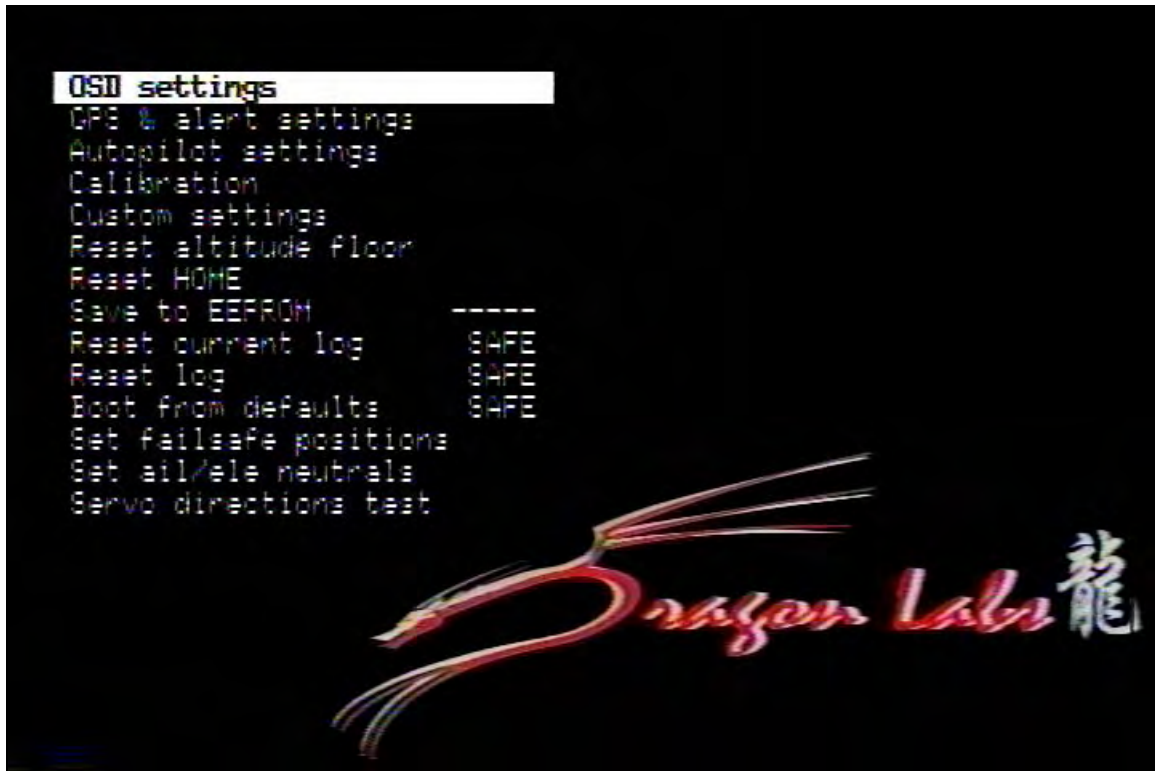 OSD settings
GPS & alert settings
Autopilot settings
Calibration
Custom settings
Reset altitude floor
Reset HOME
Save to EEPROM -----
Reset current log SAFE
Reset log SAFE
Boot from defaults SAFE
Set failsafe positions
Set ail/ele neutrals
Servo directions test
Dragon Labs 龍